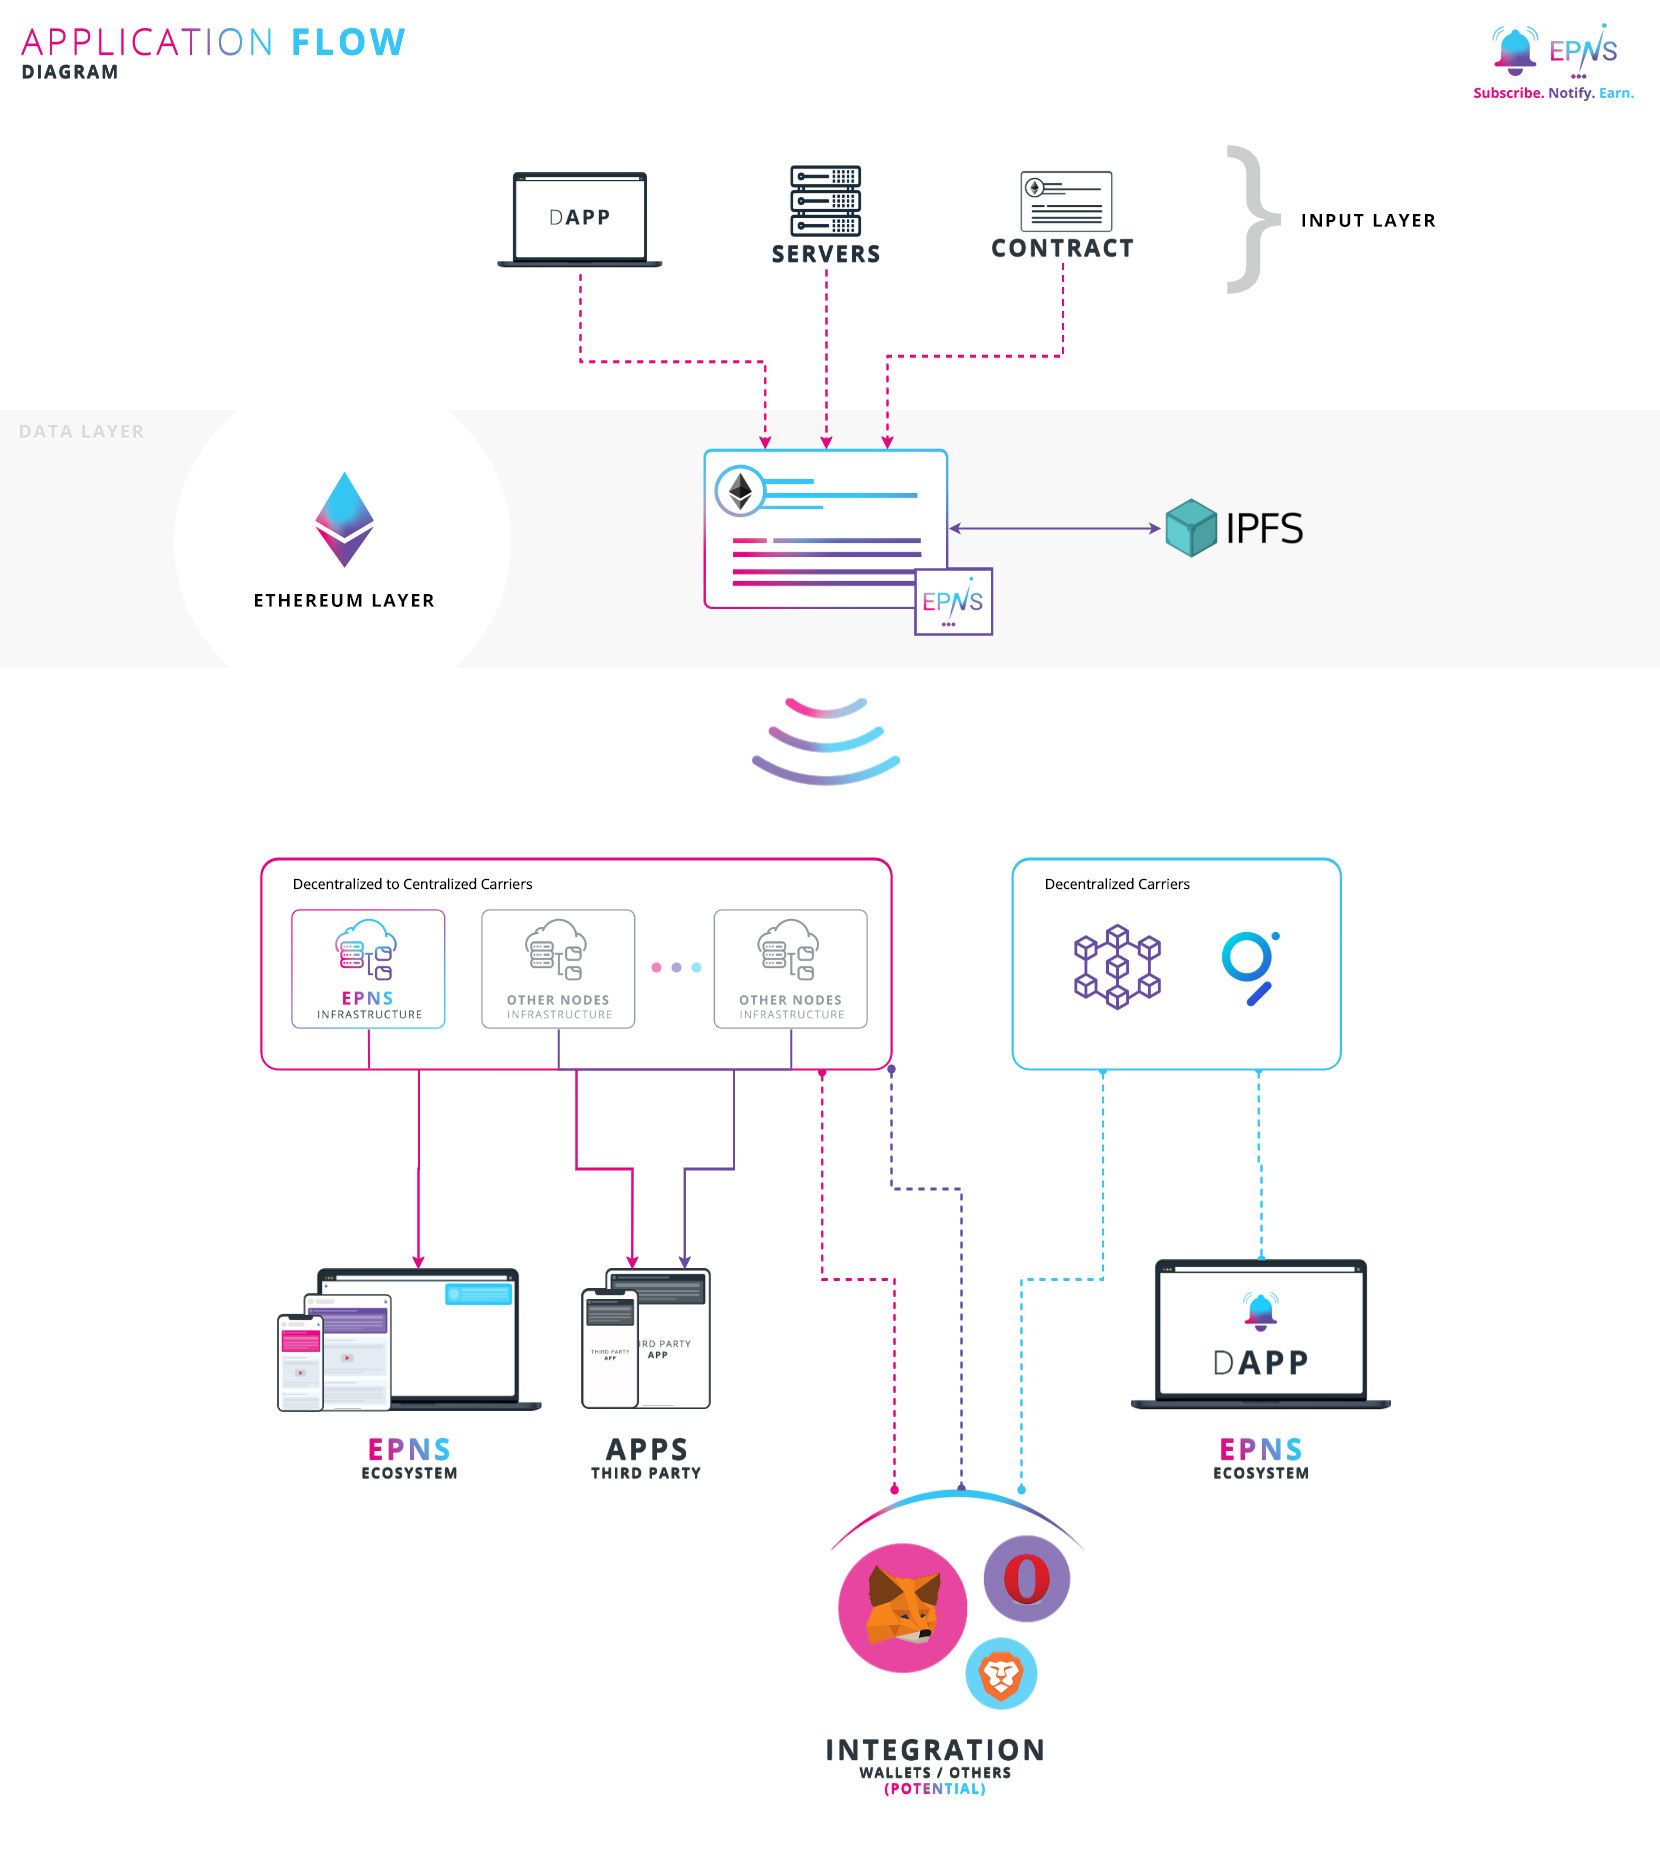 APPLICATION FLOW
DIAGRAM
EPNS
Subscribe. Notify. Earn.
DAPP
SERVERS
CONTRACT
INPUT LAYER
DATA LAYER
ETHEREUM LAYER
EPNS
IPFS
Decentralized to Centralized Carriers
EPNS
INFRASTRUCTURE
OTHER NODES
INFRASTRUCTURE
OTHER NODES
INFRASTRUCTURE
Decentralized Carriers
THIRD PARTY
APP
IRD PARTY
APP
DAPP
EPNS
ECOSYSTEM
APPS
THIRD PARTY
EPNS
ECOSYSTEM
INTEGRATION
WALLETS / OTHERS
(POTENTIAL)